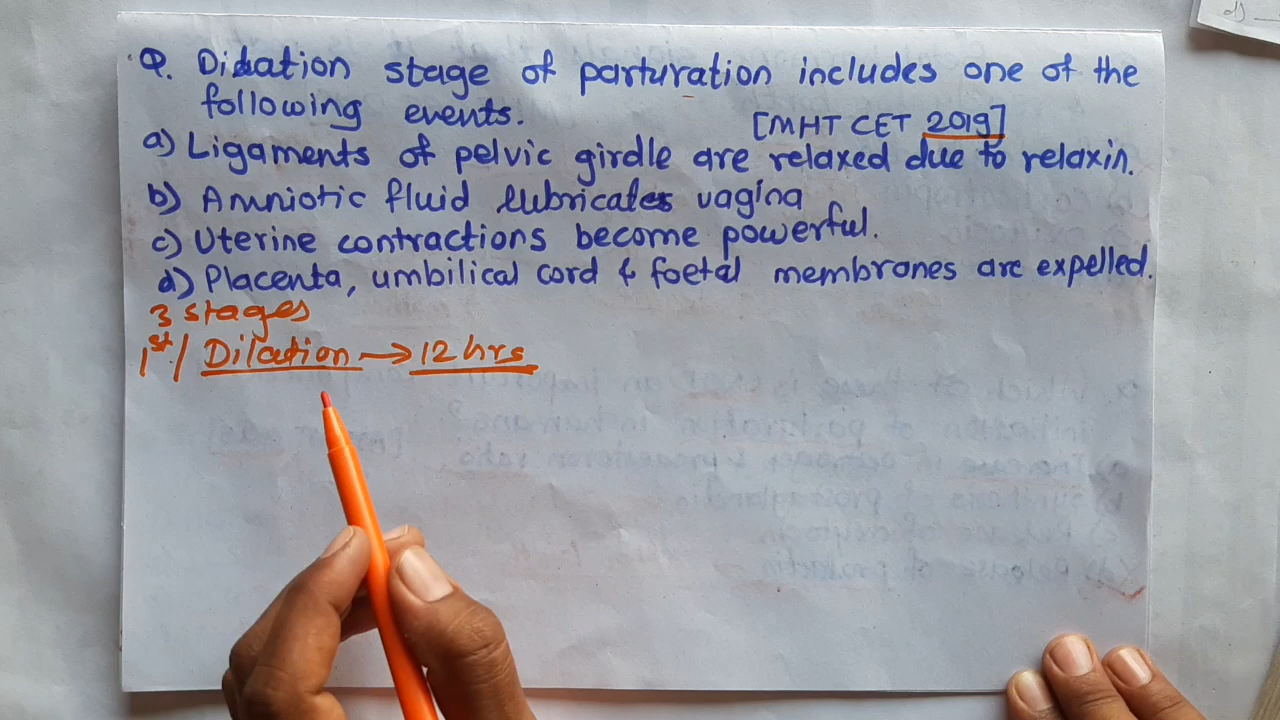 Q. Dilation stage of parturation includes one of the
following events. [MHT CET 2019]
a) Ligaments of pelvic girdle are relaxed due to relaxin.
b) Amniotic fluid lubricates vagina
c) Uterine contractions become powerful.
d) Placenta, umbilical cord & foetal membranes are expelled.
3 stages
1st/ Dilation → 12 hrs
d)